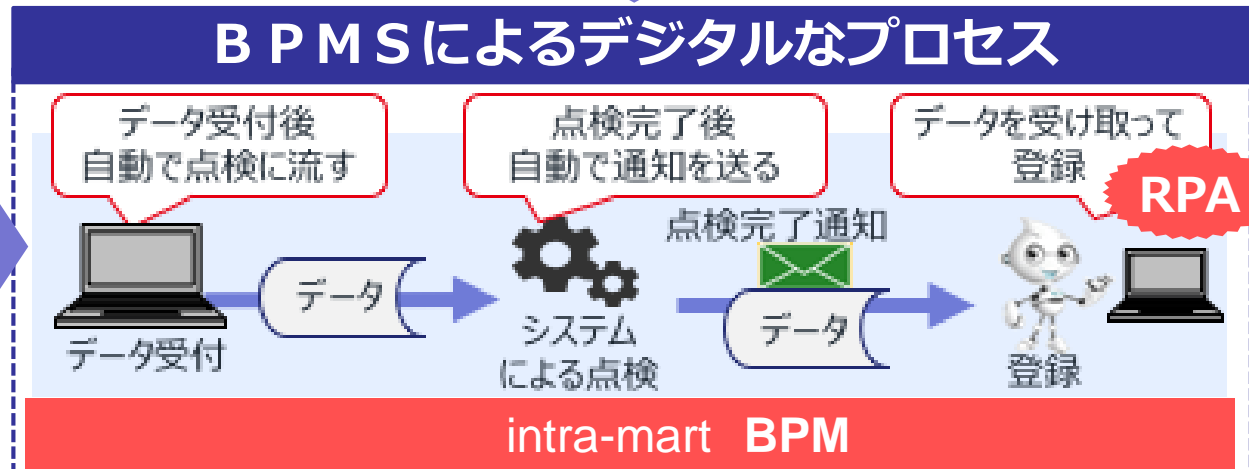 ＢＰＭＳによるデジタルなプロセス
データ受付後
自動で点検に流す
点検完了後
自動で通知を送る
データを受け取って
登録
RPA
点検完了通知
データ
データ
データ受付
システム
による点検
登録
intra-mart BPM